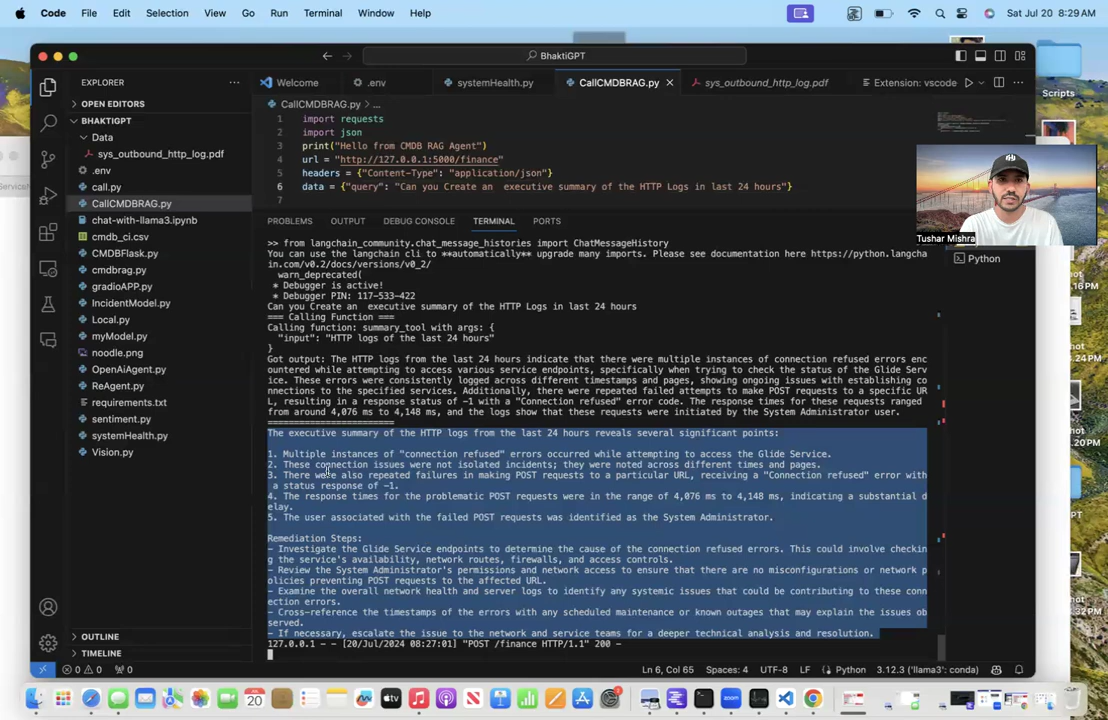 Code File Edit Selection View Go Run Terminal Window Help Sat Jul 20 8:29 AM
BhaktiGPT
EXPLORER
Welcome .env systemHealth.py CallCMDBRAG.py sys_outbound_http_log.pdf Extension: vscode
OPEN EDITORS
BHAKTIGPT
Data
sys_outbound_http_log.pdf
.env
call.py
CallCMDBRAG.py
chat-with-llama3.ipynb
cmdb_ci.csv
CMDBFlask.py
cmdbrag.py
gradioAPP.py
IncidentModel.py
Local.py
myModel.py
noodle.png
OpenAiAgent.py
ReAgent.py
requirements.txt
sentiment.py
systemHealth.py
Vision.py
OUTLINE
TIMELINE
CallCMDBRAG.py > ...
1 import requests
2 import json
3 print("Hello from CMDB RAG Agent")
4 url = "http://127.0.0.1:5000/finance"
5 headers = {"Content-Type": "application/json"}
6 data = {"query": "Can you Create an  executive summary of the HTTP Logs in last 24 hours"}
7
PROBLEMS OUTPUT DEBUG CONSOLE TERMINAL PORTS
>> from langchain_community.chat_message_histories import ChatMessageHistory
You can use the langchain cli to **automatically** upgrade many imports. Please see documentation here https://python.langcha
in.com/v0.2/docs/versions/v0_2/
warn_deprecated(
* Debugger is active!
* Debugger PIN: 117-533-422
Can you Create an  executive summary of the HTTP Logs in last 24 hours
=== Calling Function ===
Calling function: summary_tool with args: {
"input": "HTTP logs of the last 24 hours"
}
Got output: The HTTP logs from the last 24 hours indicate that there were multiple instances of connection refused errors enc
ountered while attempting to access various service endpoints, specifically when trying to check the status of the Glide Serv
ice. These errors were consistently logged across different timestamps and pages, showing ongoing issues with establishing co
nnections to the specified services. Additionally, there were repeated failed attempts to make POST requests to a specific UR
L, resulting in a response status of -1 with a "Connection refused" error code. The response times for these requests ranged
from around 4,076 ms to 4,148 ms, and the logs show that these requests were initiated by the System Administrator user.
========================
The executive summary of the HTTP logs from the last 24 hours reveals several significant points:
1. Multiple instances of "connection refused" errors occurred while attempting to access the Glide Service.
2. These connection issues were not isolated incidents; they were noted across different times and pages.
3. There were also repeated failures in making POST requests to a particular URL, receiving a "Connection refused" error with
a status response of -1.
4. The response times for the problematic POST requests were in the range of 4,076 ms to 4,148 ms, indicating a substantial d
elay.
5. The user associated with the failed POST requests was identified as the System Administrator.
Remediation Steps:
- Investigate the Glide Service endpoints to determine the cause of the connection refused errors. This could involve checkin
g the service's availability, network routes, firewalls, and access controls.
- Review the System Administrator's permissions and network access to ensure that there are no misconfigurations or network p
olicies preventing POST requests to the affected URL.
- Examine the overall network health and server logs to identify any systemic issues that could be contributing to these conn
ection errors.
- Cross-reference the timestamps of the errors with any scheduled maintenance or known outages that may explain the issues ob
served.
- If necessary, escalate the issue to the network and service teams for a deeper technical analysis and resolution.
127.0.0.1 - - [20/Jul/2024 08:27:01] "POST /finance HTTP/1.1" 200 -
Python
Tushar Mishra
Scripts
0 0 0 Ln 6, Col 65 Spaces: 4 UTF-8 LF Python 3.12.3 ('llama3': conda)